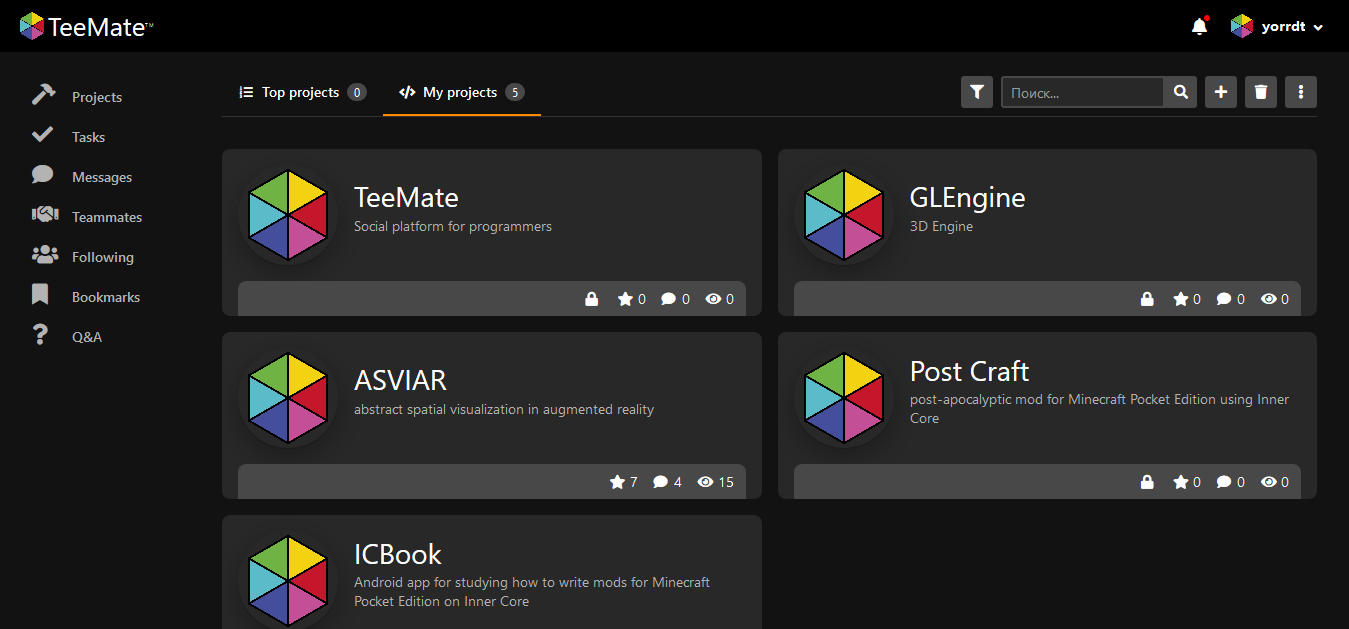 TeeMate™
yorrdt
Projects
Tasks
Messages
Teammates
Following
Bookmarks
Q&A
Top projects 0
My projects 5
Поиск...
TeeMate
Social platform for programmers
0 0 0
GLEngine
3D Engine
0 0 0
ASVIAR
abstract spatial visualization in augmented reality
7 4 15
Post Craft
post-apocalyptic mod for Minecraft Pocket Edition using Inner
Core
0 0 0
ICBook
Android app for studying how to write mods for Minecraft
Pocket Edition on Inner Core